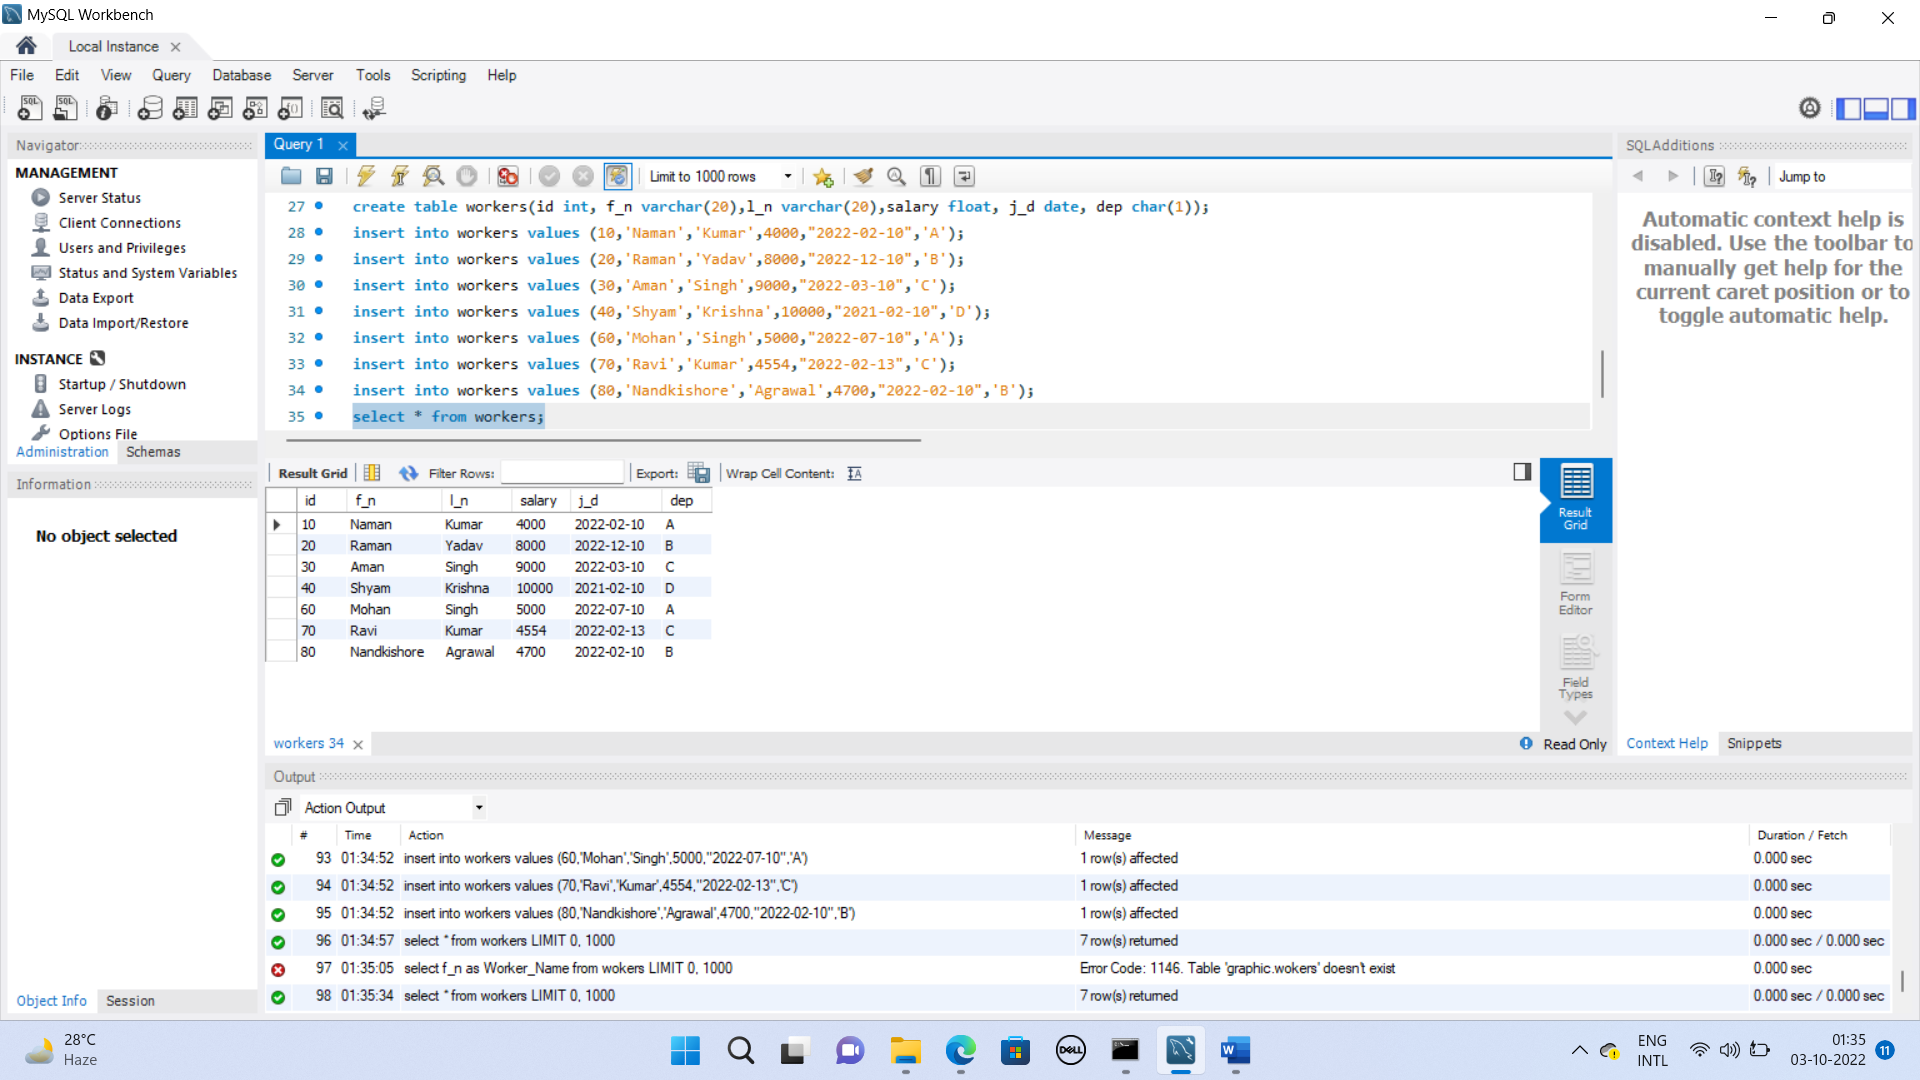 MySQL Workbench
Local Instance
File Edit View Query Database Server Tools Scripting Help
Navigator
MANAGEMENT
Server Status
Client Connections
Users and Privileges
Status and System Variables
Data Export
Data Import/Restore
INSTANCE
Startup / Shutdown
Server Logs
Options File
Administration Schemas
Information
No object selected
Object Info Session
Query 1
Limit to 1000 rows
27 create table workers(id int, f_n varchar(20),l_n varchar(20),salary float, j_d date, dep char(1));
28 insert into workers values (10,'Naman','Kumar',4000,"2022-02-10",'A');
29 insert into workers values (20,'Raman','Yadav',8000,"2022-12-10",'B');
30 insert into workers values (30,'Aman','Singh',9000,"2022-03-10",'C');
31 insert into workers values (40,'Shyam','Krishna',10000,"2021-02-10",'D');
32 insert into workers values (60,'Mohan','Singh',5000,"2022-07-10",'A');
33 insert into workers values (70,'Ravi','Kumar',4554,"2022-02-13",'C');
34 insert into workers values (80,'Nandkishore','Agrawal',4700,"2022-02-10",'B');
35 select * from workers;
Result Grid Filter Rows: Export: Wrap Cell Content:
id f_n l_n salary j_d dep
10 Naman Kumar 4000 2022-02-10 A
20 Raman Yadav 8000 2022-12-10 B
30 Aman Singh 9000 2022-03-10 C
40 Shyam Krishna 10000 2021-02-10 D
60 Mohan Singh 5000 2022-07-10 A
70 Ravi Kumar 4554 2022-02-13 C
80 Nandkishore Agrawal 4700 2022-02-10 B
Result
Grid
Form
Editor
Field
Types
workers 34
Read Only
SQLAdditions
Jump to
Automatic context help is
disabled. Use the toolbar to
manually get help for the
current caret position or to
toggle automatic help.
Context Help Snippets
Output
Action Output
# Time Action Message Duration / Fetch
93 01:34:52 insert into workers values (60,'Mohan','Singh',5000,"2022-07-10",'A') 1 row(s) affected 0.000 sec
94 01:34:52 insert into workers values (70,'Ravi','Kumar',4554,"2022-02-13",'C') 1 row(s) affected 0.000 sec
95 01:34:52 insert into workers values (80,'Nandkishore','Agrawal',4700,"2022-02-10",'B') 1 row(s) affected 0.000 sec
96 01:34:57 select * from workers LIMIT 0, 1000 7 row(s) returned 0.000 sec / 0.000 sec
97 01:35:05 select f_n as Worker_Name from wokers LIMIT 0, 1000 Error Code: 1146. Table 'graphic.wokers' doesn't exist 0.000 sec
98 01:35:34 select * from workers LIMIT 0, 1000 7 row(s) returned 0.000 sec / 0.000 sec
28°C
Haze
DELL
W
ENG
INTL
01:35
03-10-2022
11